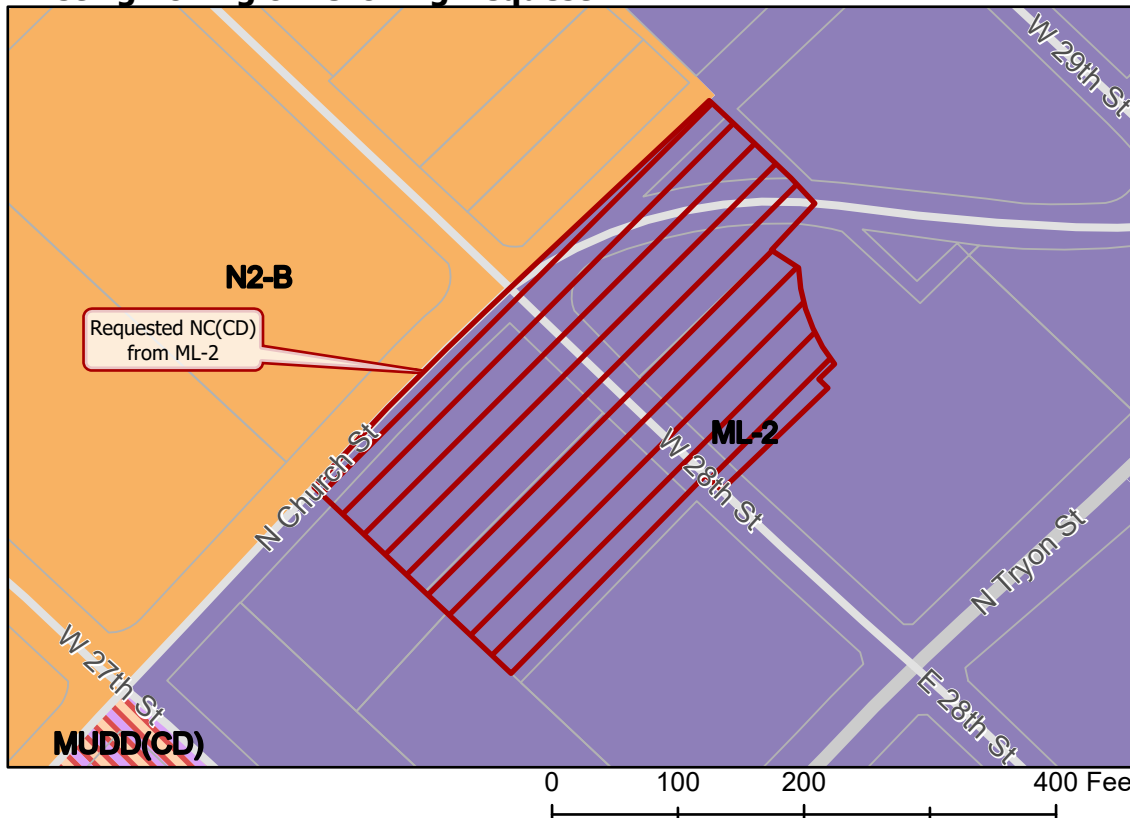 W 29th St
N2-B
Requested NC(CD)
from ML-2
ML-2
W 28th St
N Church St
N Tryon St
W 27th St
E 28th St
MUDD(CD)
0 100 200 400 Fee